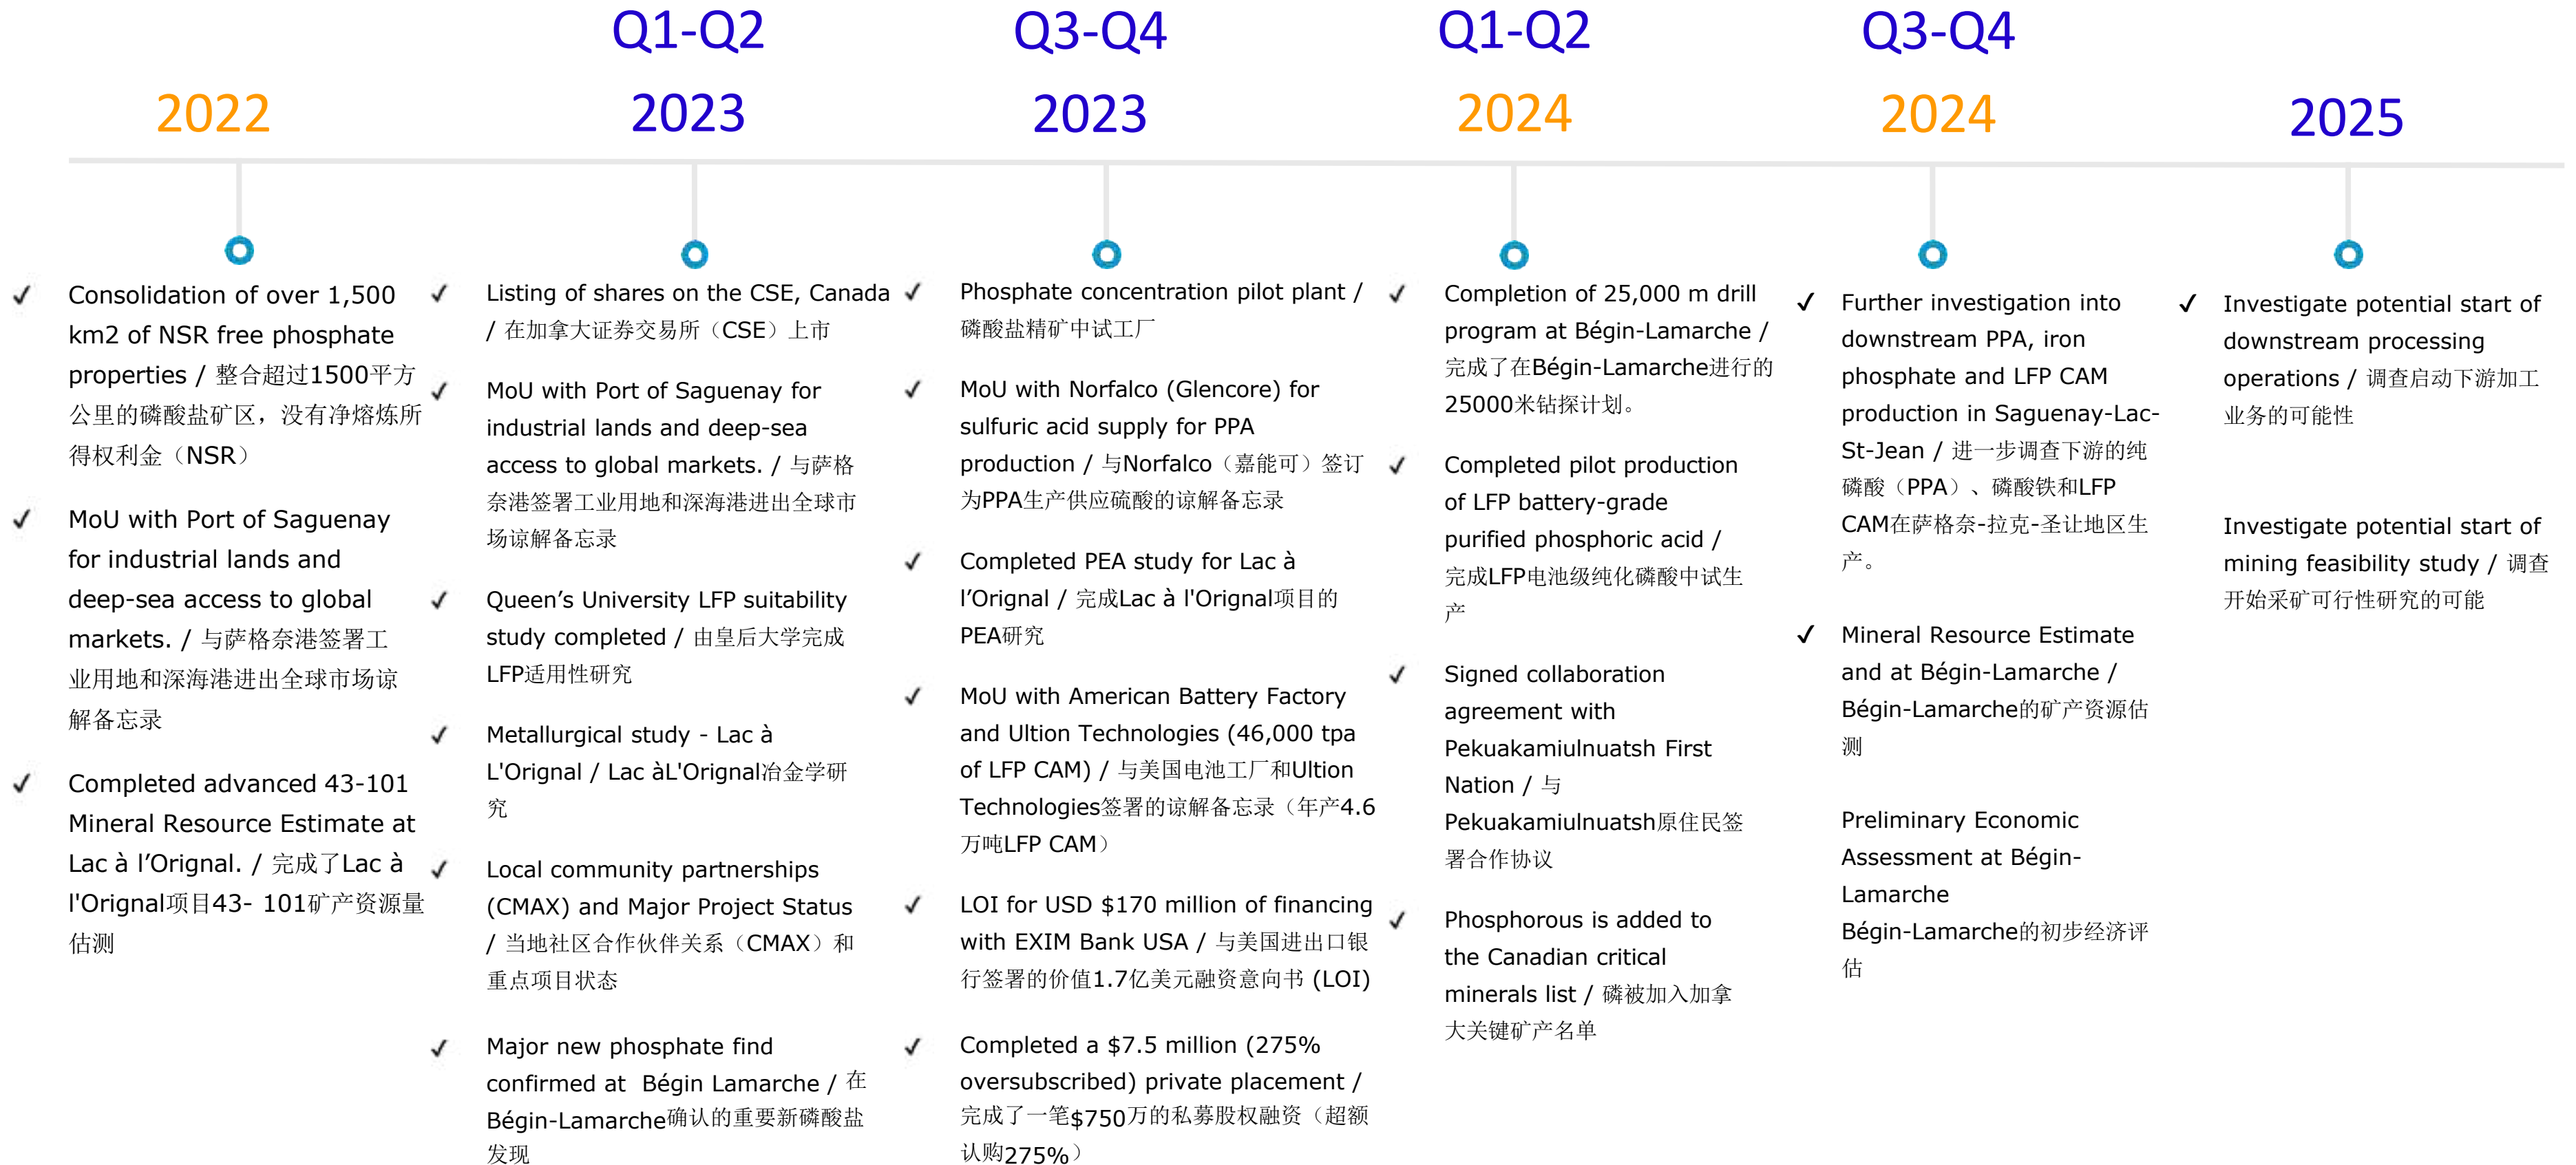 Q1-Q2
Q3-Q4
Q1-Q2
Q3-Q4
2022
2023
2023
2024
2024
2025
Consolidation of over 1,500
km2 of NSR free phosphate
properties / 整合超过1500平方
公里的磷酸盐矿区，没有净熔炼所
得权利金（NSR）
MoU with Port of Saguenay
for industrial lands and
deep-sea access to global
markets. / 与萨格奈港签署工
业用地和深海港进出全球市场谅
解备忘录
Completed advanced 43-101
Mineral Resource Estimate at
Lac à l’Orignal. / 完成了Lac à
l'Orignal项目43- 101矿产资源量
估测
Listing of shares on the CSE, Canada
/ 在加拿大证券交易所（CSE）上市
MoU with Port of Saguenay for
industrial lands and deep-sea
access to global markets. / 与萨格
奈港签署工业用地和深海港进出全球市
场谅解备忘录
Queen’s University LFP suitability
study completed / 由皇后大学完成
LFP适用性研究
Metallurgical study - Lac à
L'Orignal / Lac àL'Orignal冶金学研
究
Local community partnerships
(CMAX) and Major Project Status
/ 当地社区合作伙伴关系（CMAX）和
重点项目状态
Major new phosphate find
confirmed at  Bégin Lamarche / 在
Bégin-Lamarche确认的重要新磷酸盐
发现
Phosphate concentration pilot plant /
磷酸盐精矿中试工厂
MoU with Norfalco (Glencore) for
sulfuric acid supply for PPA
production / 与Norfalco（嘉能可）签订
为PPA生产供应硫酸的谅解备忘录
Completed PEA study for Lac à
l’Orignal / 完成Lac à l'Orignal项目的
PEA研究
MoU with American Battery Factory
and Ultion Technologies (46,000 tpa
of LFP CAM) / 与美国电池工厂和Ultion
Technologies签署的谅解备忘录（年产4.6
万吨LFP CAM）
LOI for USD $170 million of financing
with EXIM Bank USA / 与美国进出口银
行签署的价值1.7亿美元融资意向书 (LOI)
Completed a $7.5 million (275%
oversubscribed) private placement /
完成了一笔$750万的私募股权融资（超额
认购275%）
Completion of 25,000 m drill
program at Bégin-Lamarche /
完成了在Bégin-Lamarche进行的
25000米钻探计划。
Completed pilot production
of LFP battery-grade
purified phosphoric acid /
完成LFP电池级纯化磷酸中试生
产
Signed collaboration
agreement with
Pekuakamiulnuatsh First
Nation / 与
Pekuakamiulnuatsh原住民签
署合作协议
Phosphorous is added to
the Canadian critical
minerals list / 磷被加入加拿
大关键矿产名单
Further investigation into
downstream PPA, iron
phosphate and LFP CAM
production in Saguenay-Lac-
St-Jean / 进一步调查下游的纯
磷酸（PPA）、磷酸铁和LFP
CAM在萨格奈-拉克-圣让地区生
产。
Mineral Resource Estimate
and at Bégin-Lamarche /
Bégin-Lamarche的矿产资源估
测
Preliminary Economic
Assessment at Bégin-
Lamarche
Bégin-Lamarche的初步经济评
估
Investigate potential start of
downstream processing
operations / 调查启动下游加工
业务的可能性
Investigate potential start of
mining feasibility study / 调查
开始采矿可行性研究的可能